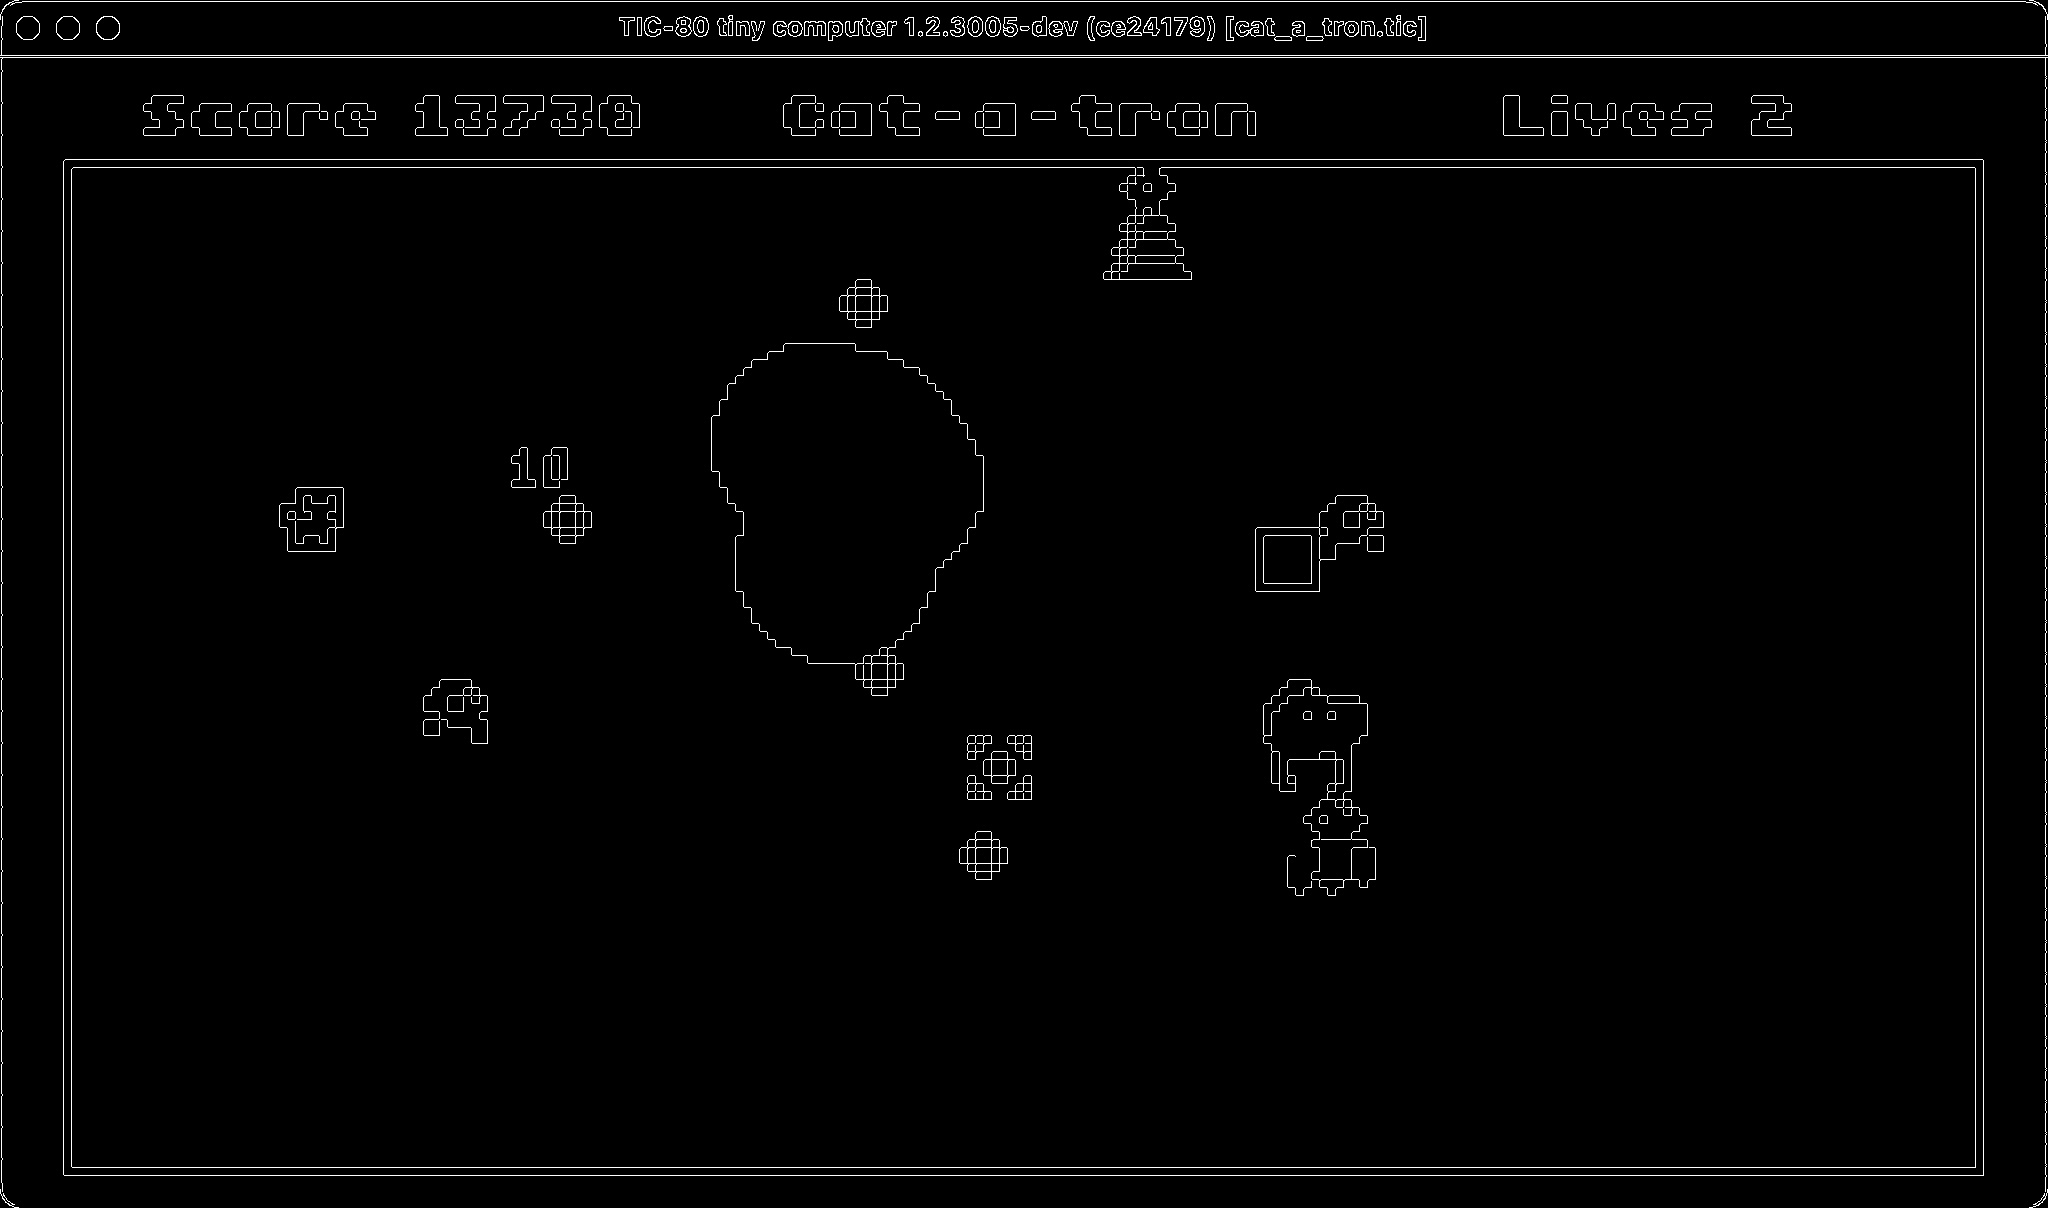 TIC-80 tiny computer 1.2.3005-dev (ce24179) [cat_a_tron.tic]
Score 13730 Cat-a-tron Lives 2
10